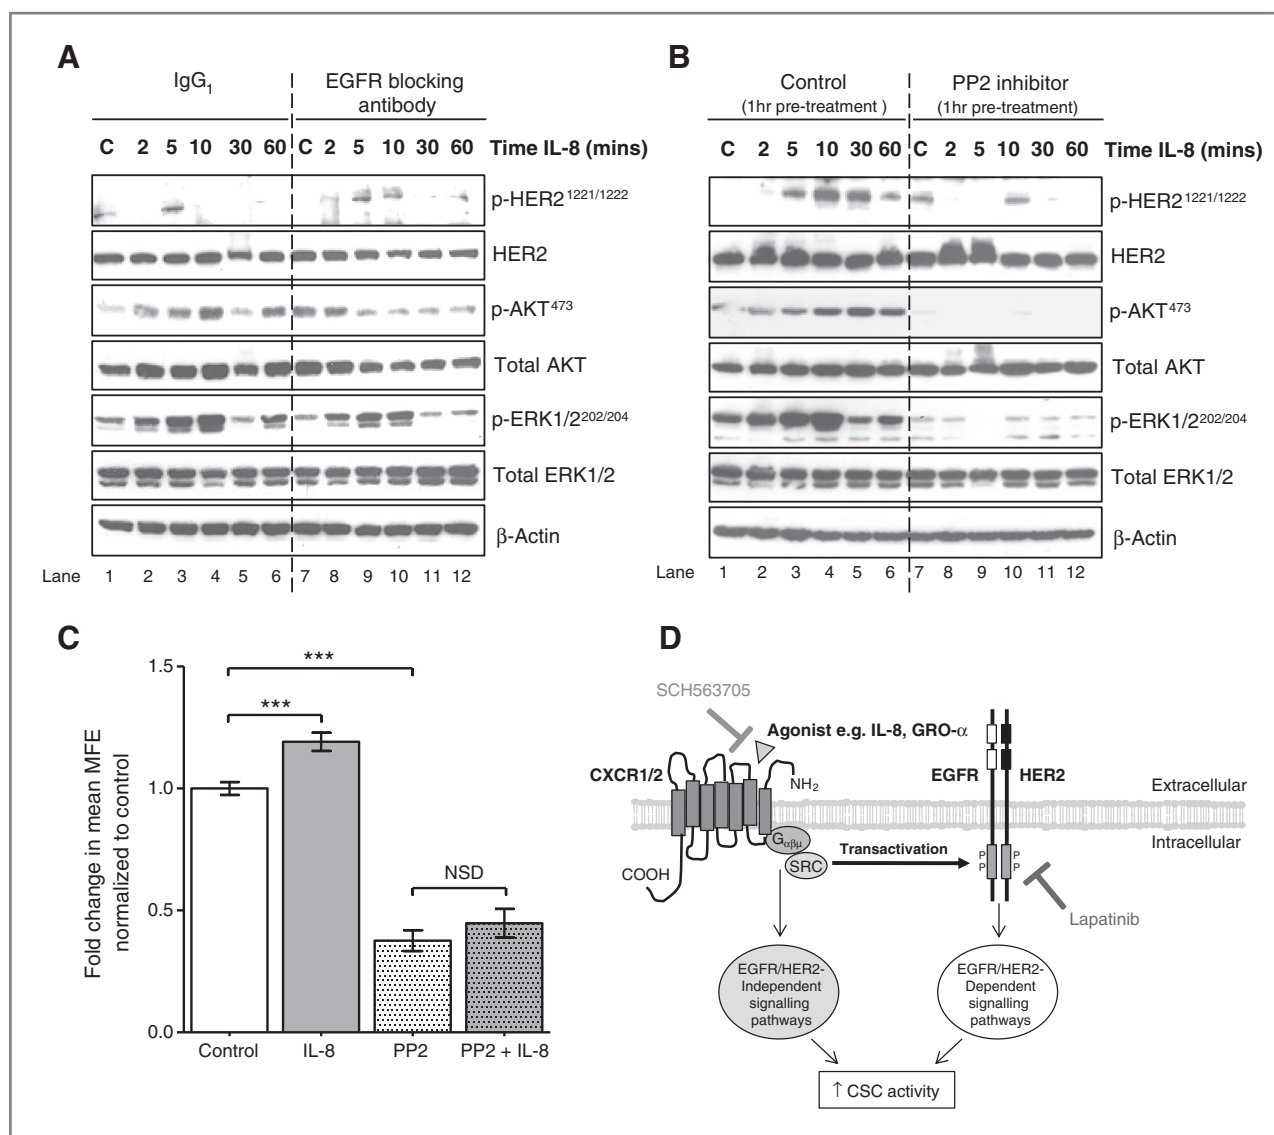 A
IgG1
EGFR blocking
antibody
C 2 5 10 30 60 C 2 5 10 30 60 Time IL-8 (mins)
p-HER2 1221/1222
HER2
p-AKT473
Total AKT
p-ERK1/2 202/204
Total ERK1/2
β-Actin
Lane 1 2 3 4 5 6 7 8 9 10 11 12
B
Control
(1hr pre-treatment )
PP2 inhibitor
(1hr pre-treatment)
C 2 5 10 30 60 C 2 5 10 30 60 Time IL-8 (mins)
p-HER2 1221/1222
HER2
p-AKT473
Total AKT
p-ERK1/2 202/204
Total ERK1/2
β-Actin
Lane 1 2 3 4 5 6 7 8 9 10 11 12
C
Fold change in mean MFE
normalized to control
1.5
1.0
0.5
0.0
***
***
NSD
Control IL-8 PP2 PP2 + IL-8
D
SCH563705
Agonist e.g. IL-8, GRO-α
CXCR1/2
NH2
EGFR HER2
Extracellular
Intracellular
Gαβμ
SRC
Transactivation
P P
P P
COOH
Lapatinib
EGFR/HER2-
Independent
signalling
pathways
EGFR/HER2-
Dependent
signalling
pathways
↑ CSC activity